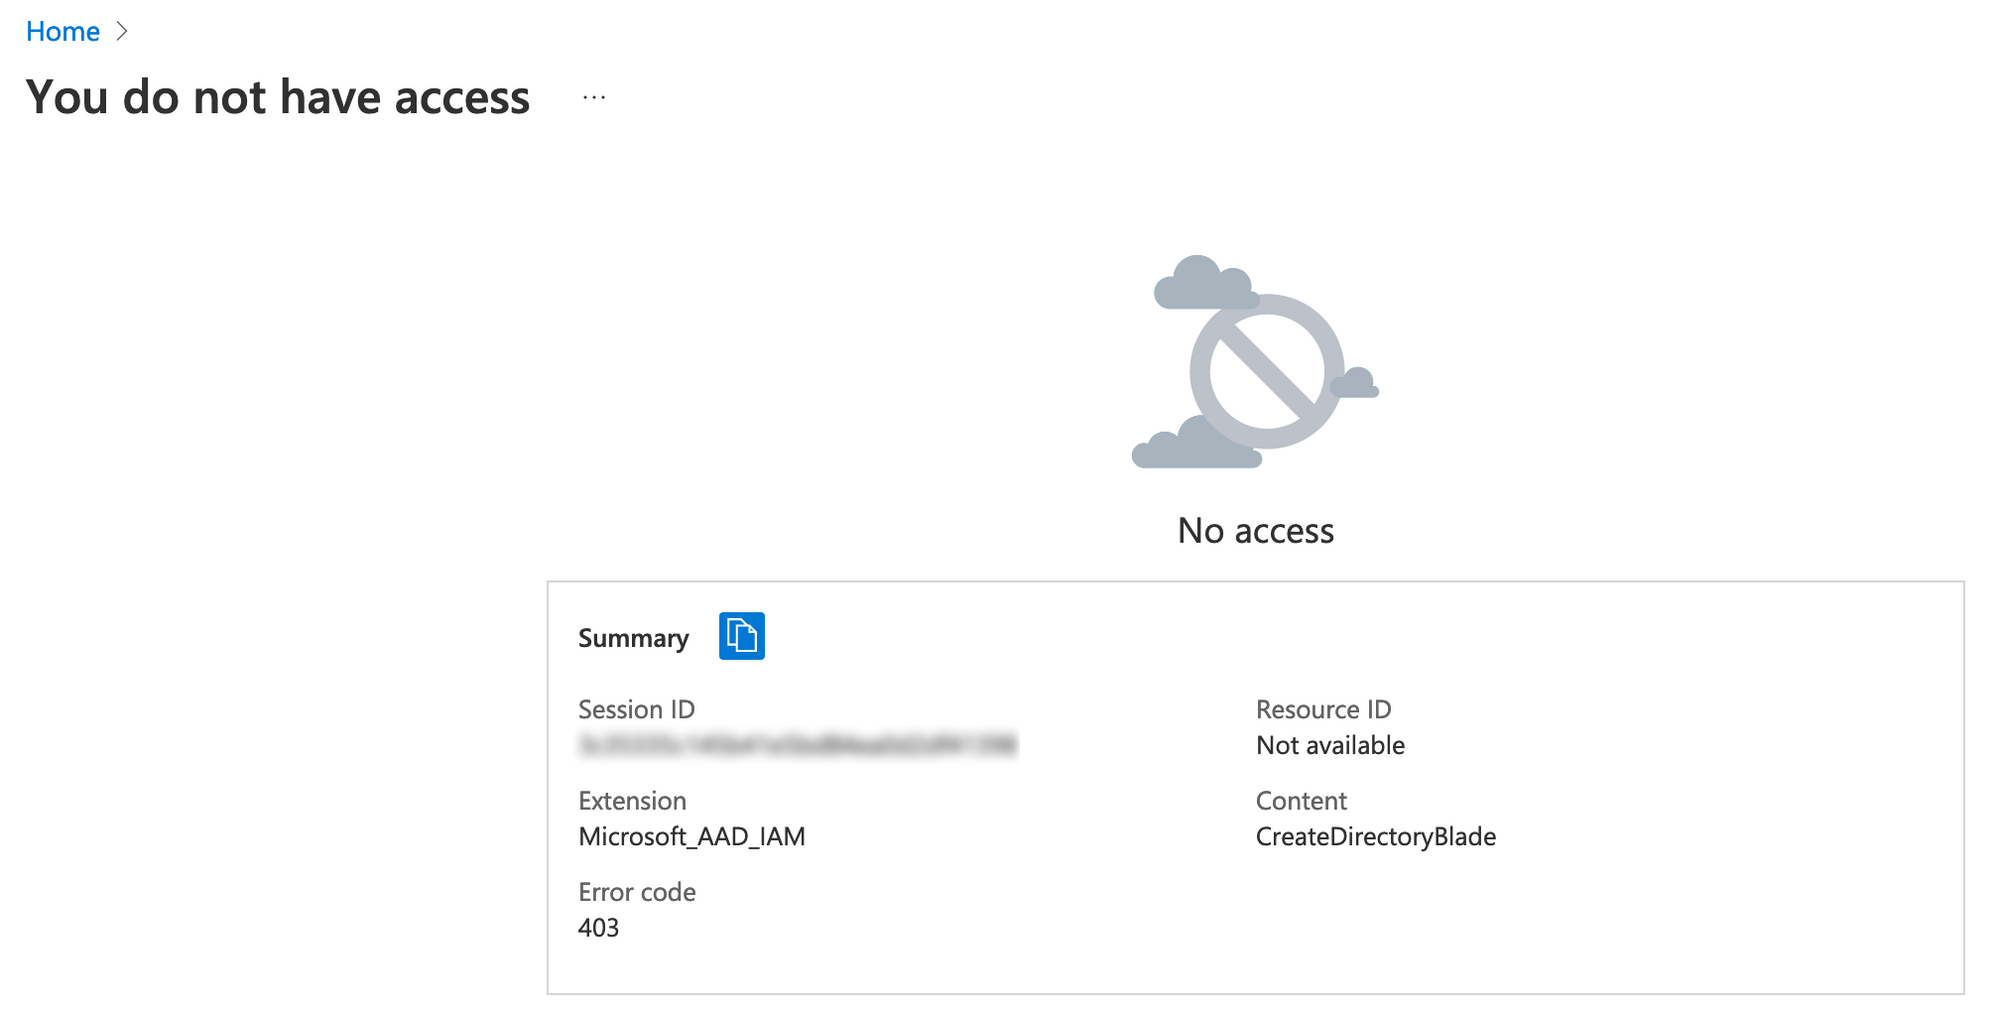 Home
You do not have access
No access
Summary
Session ID
Resource ID
Not available
Extension
Microsoft_AAD_IAM
Content
CreateDirectoryBlade
Error code
403